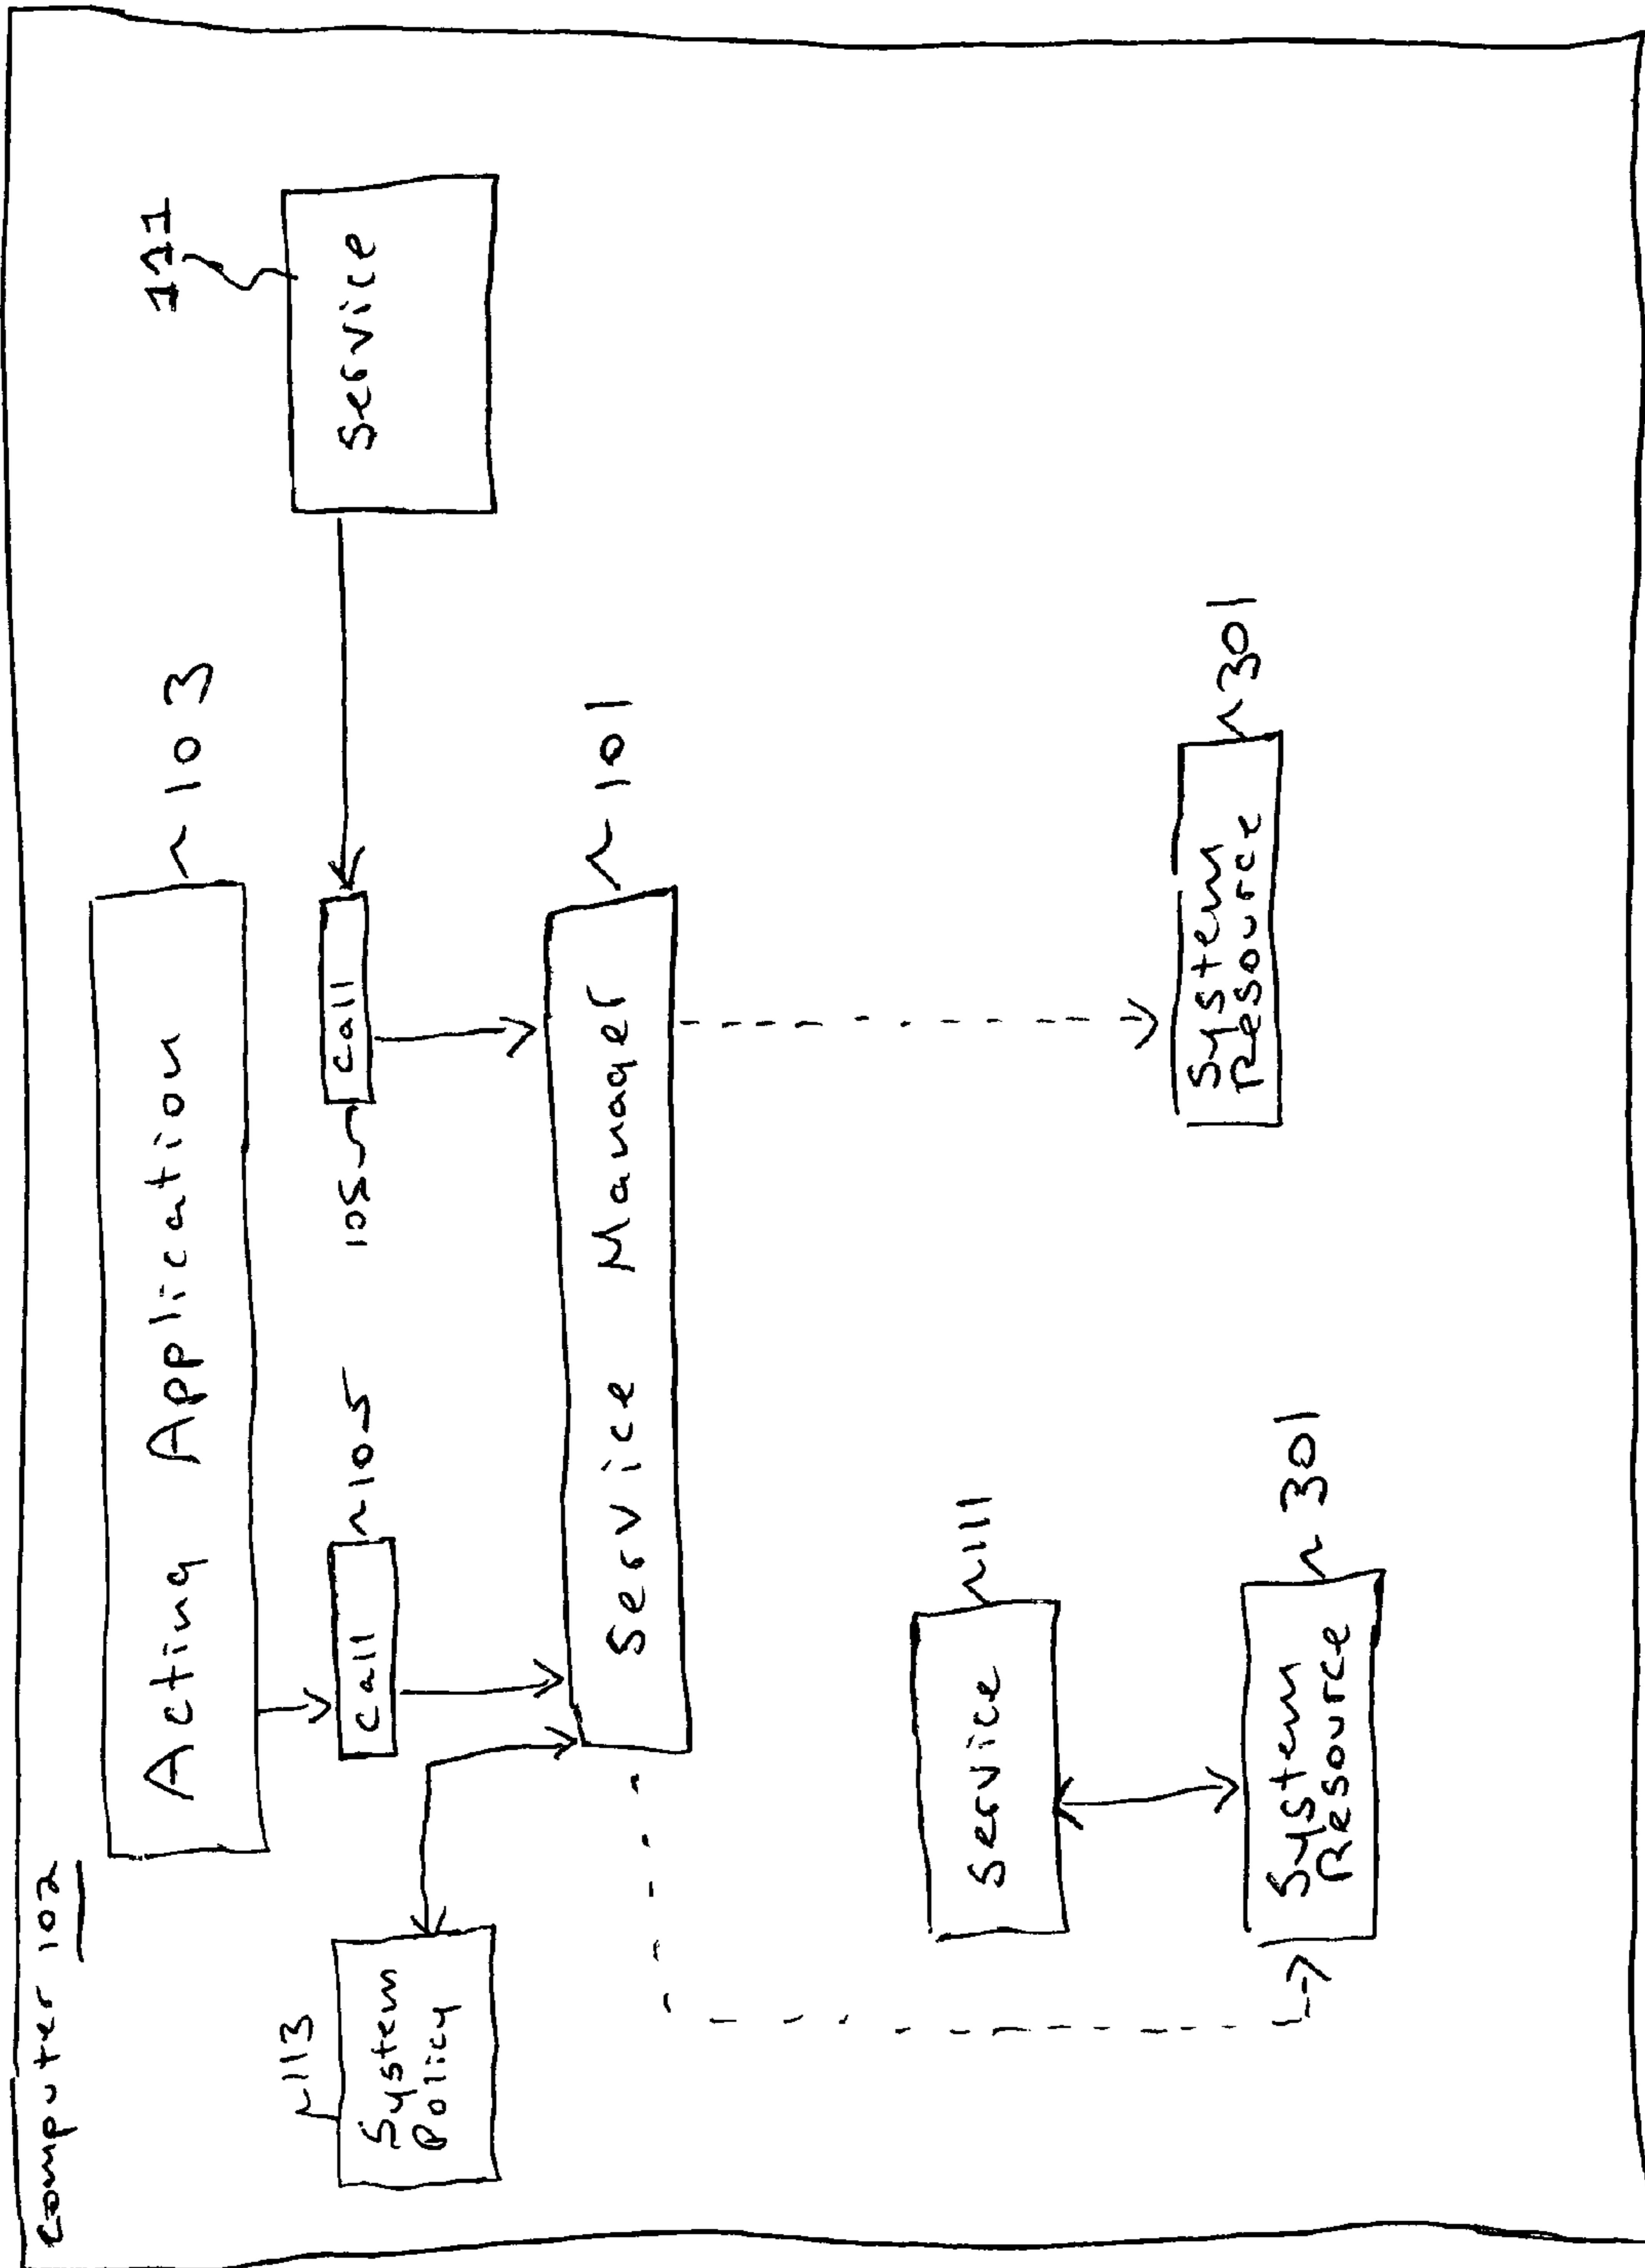 Computer 102
Acting Application
103
113
System
Policy
call
105
105
call
111
Service
Service Manager
101
Service
111
System
Resource
301
System
Resource
301